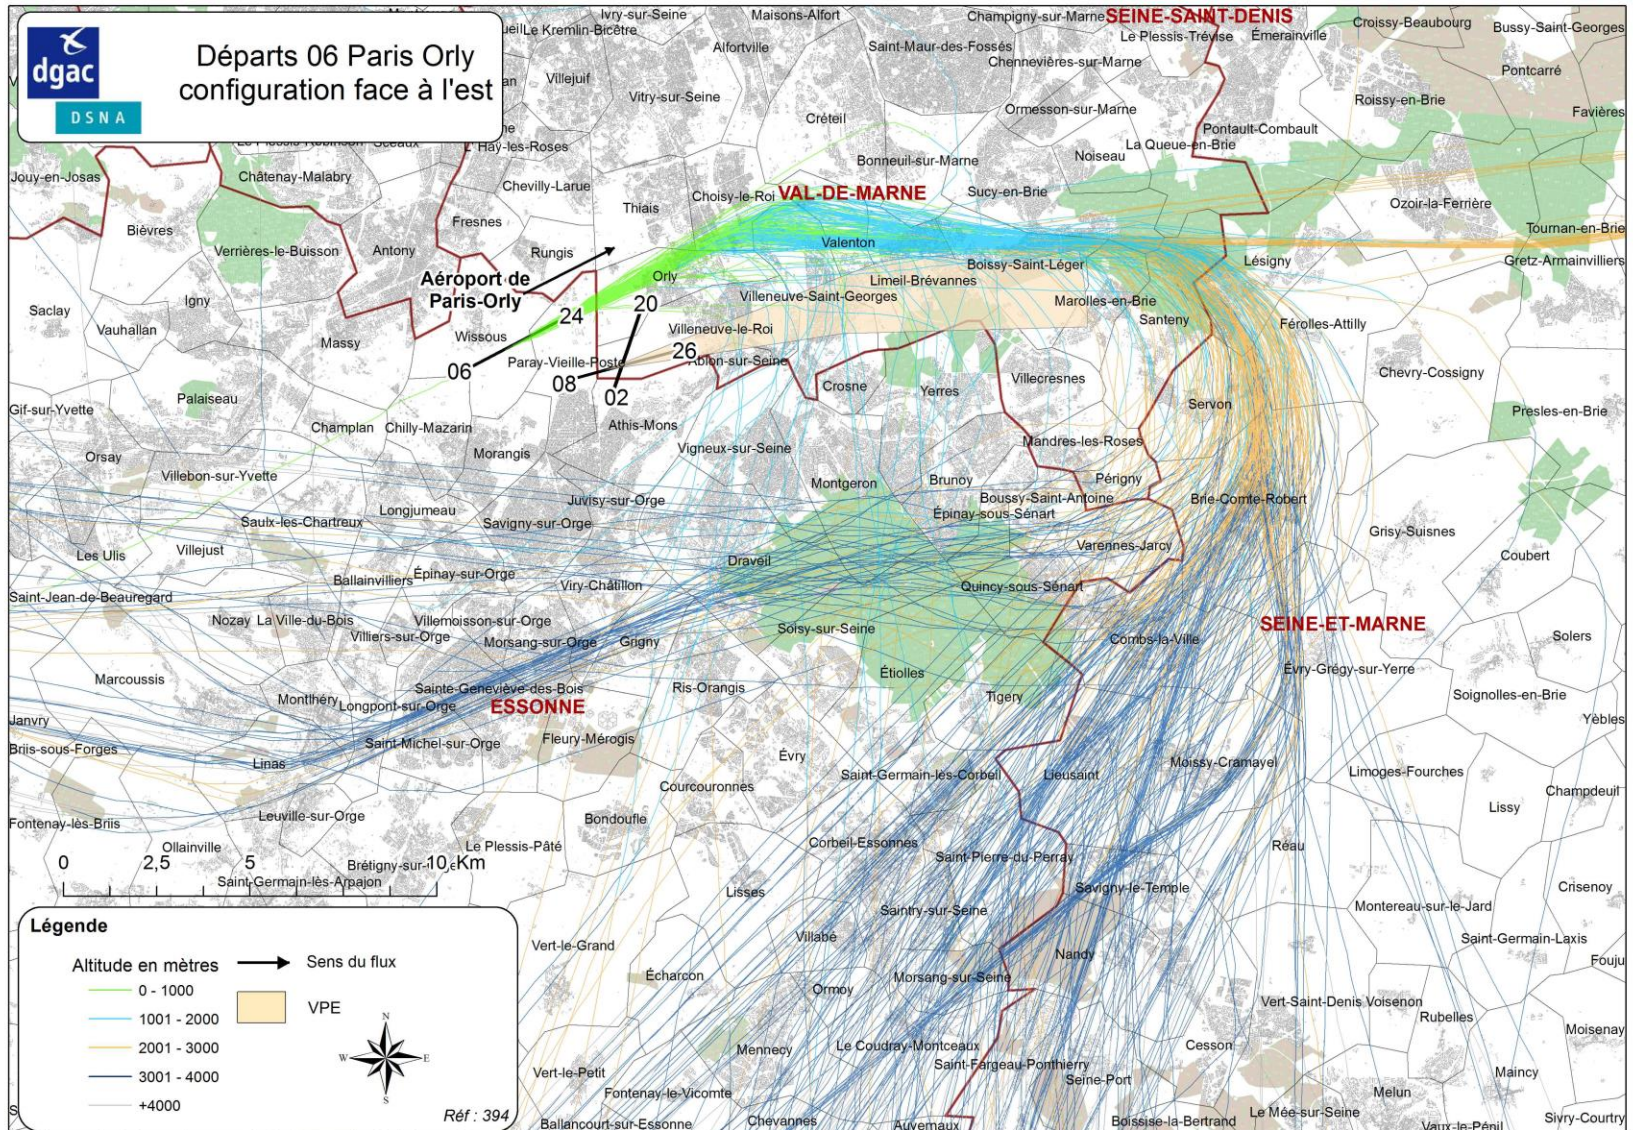 dgac
DSNA
Départs 06 Paris Orly
configuration face à l'est
Ivry-sur-Seine
Maisons-Alfort
Champigny-sur-Marne
SEINE-SAINT-DENIS
Croissy-Beaubourg
Bussy-Saint-Georges
Le Kremlin-Bicêtre
Le Plessis-Trévise
Émerainville
Alfortville
Saint-Maur-des-Fossés
Chennevières-sur-Marne
Pontcarré
Villejuif
Vitry-sur-Seine
Ormesson-sur-Marne
Roissy-en-Brie
Favières
Créteil
Pontault-Combault
La Queue-en-Brie
L'Haÿ-les-Roses
Bonneuil-sur-Marne
Noiseau
Jouy-en-Josas
Châtenay-Malabry
Chevilly-Larue
Choisy-le-Roi
VAL-DE-MARNE
Sucy-en-Brie
Ozoir-la-Ferrière
Thiais
Fresnes
Bièvres
Verrières-le-Buisson
Antony
Rungis
Valenton
Tournan-en-Brie
Boissy-Saint-Léger
Lésigny
Gretz-Armainvilliers
Aéroport de
Paris-Orly
Orly
Limeil-Brévannes
Igny
Villeneuve-Saint-Georges
Marolles-en-Brie
Saclay
20
24
Santeny
Férolles-Attilly
Vauhallan
Massy
Wissous
Villeneuve-le-Roi
26
Paray-Vieille-Poste
Ablon-sur-Seine
06
08
02
Crosne
Yerres
Villecresnes
Chevry-Cossigny
Palaiseau
Servon
Gif-sur-Yvette
Presles-en-Brie
Champlan
Chilly-Mazarin
Athis-Mons
Mandres-les-Roses
Orsay
Morangis
Vigneux-sur-Seine
Villebon-sur-Yvette
Montgeron
Brunoy
Périgny
Juvisy-sur-Orge
Boussy-Saint-Antoine
Brie-Comte-Robert
Longjumeau
Épinay-sous-Sénart
Saulx-les-Chartreux
Savigny-sur-Orge
Grisy-Suisnes
Les Ulis
Villejust
Varennes-Jarcy
Coubert
Draveil
Ballainvilliers
Épinay-sur-Orge
Viry-Châtillon
Quincy-sous-Sénart
Saint-Jean-de-Beauregard
Nozay
La Ville-du-Bois
Villemoisson-sur-Orge
Soisy-sur-Seine
SEINE-ET-MARNE
Villiers-sur-Orge
Morsang-sur-Orge
Grigny
Combs-la-Ville
Solers
Étiolles
Évry-Grégy-sur-Yerre
Marcoussis
Sainte-Geneviève-des-Bois
Ris-Orangis
Tigery
Soignolles-en-Brie
Montlhéry
Longpont-sur-Orge
ESSONNE
Janvry
Yèbles
Briis-sous-Forges
Saint-Michel-sur-Orge
Fleury-Mérogis
Évry
Linas
Saint-Germain-lès-Corbeil
Lieusaint
Moissy-Cramayel
Limoges-Fourches
Courcouronnes
Champdeuil
Lissy
Fontenay-lès-Briis
Leuville-sur-Orge
Bondoufle
Ollainville
Le Plessis-Pâté
Corbeil-Essonnes
Saint-Pierre-du-Perray
Réau
0 2,5 5 10 Km
Saint-Germain-lès-Arpajon
Lisses
Savigny-le-Temple
Crisenoy
Saintry-sur-Seine
Montereau-sur-le-Jard
Villabé
Vert-le-Grand
Saint-Germain-Laxis
Nandy
Fouju
Écharcon
Morsang-sur-Seine
Ormoy
Vert-Saint-Denis
Voisenon
Rubelles
Moisenay
Mennecy
Le Coudray-Montceaux
Cesson
Saint-Fargeau-Ponthierry
Vert-le-Petit
Seine-Port
Maincy
Fontenay-le-Vicomte
Melun
Ballancourt-sur-Essonne
Chevannes
Auvernaux
Boissise-la-Bertrand
Le Mée-sur-Seine
Vaux-le-Pénil
Sivry-Courtry
Légende
Altitude en mètres
0 - 1000
1001 - 2000
2001 - 3000
3001 - 4000
+4000
Sens du flux
VPE
N
W
E
S
Réf : 394